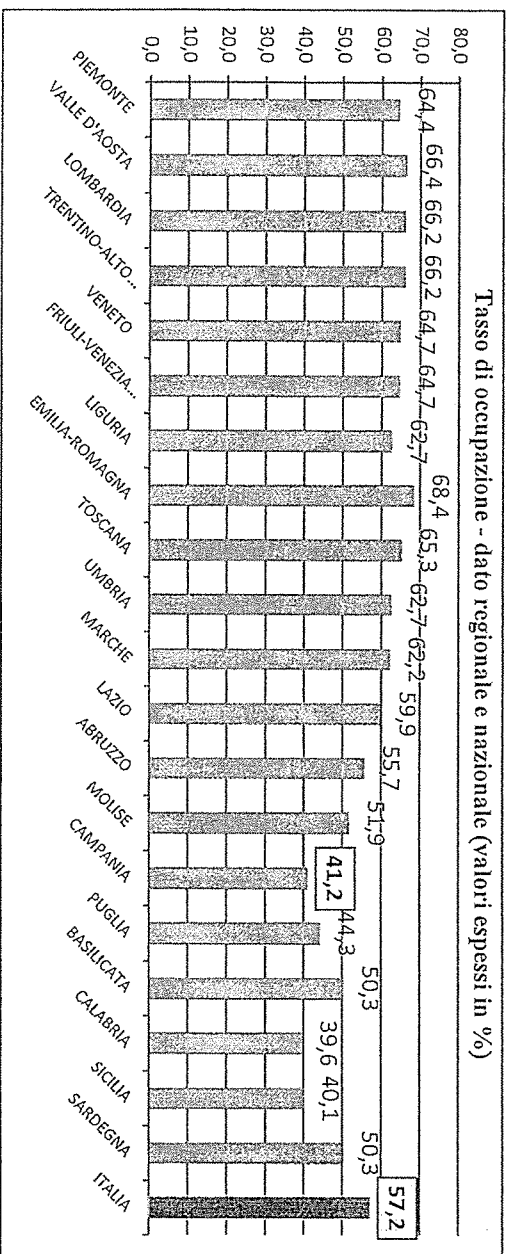 Tasso di occupazione - dato regionale e nazionale (valori espessi in %)
80,0
70,0
60,0
50,0
40,0
30,0
20,0
10,0
0,0
64,4
66,4
66,2
66,2
64,7
64,7
62,7
68,4
65,3
62,7
62,2
59,9
55,7
51,9
41,2
44,3
50,3
39,6
40,1
50,3
57,2
PIEMONTE
VALLE D'AOSTA
LOMBARDIA
TRENTINO-ALTO...
VENETO
FRIULI-VENEZIA...
LIGURIA
EMILIA-ROMAGNA
TOSCANA
UMBRIA
MARCHE
LAZIO
ABRUZZO
MOLISE
CAMPANIA
PUGLIA
BASILICATA
CALABRIA
SICILIA
SARDEGNA
ITALIA